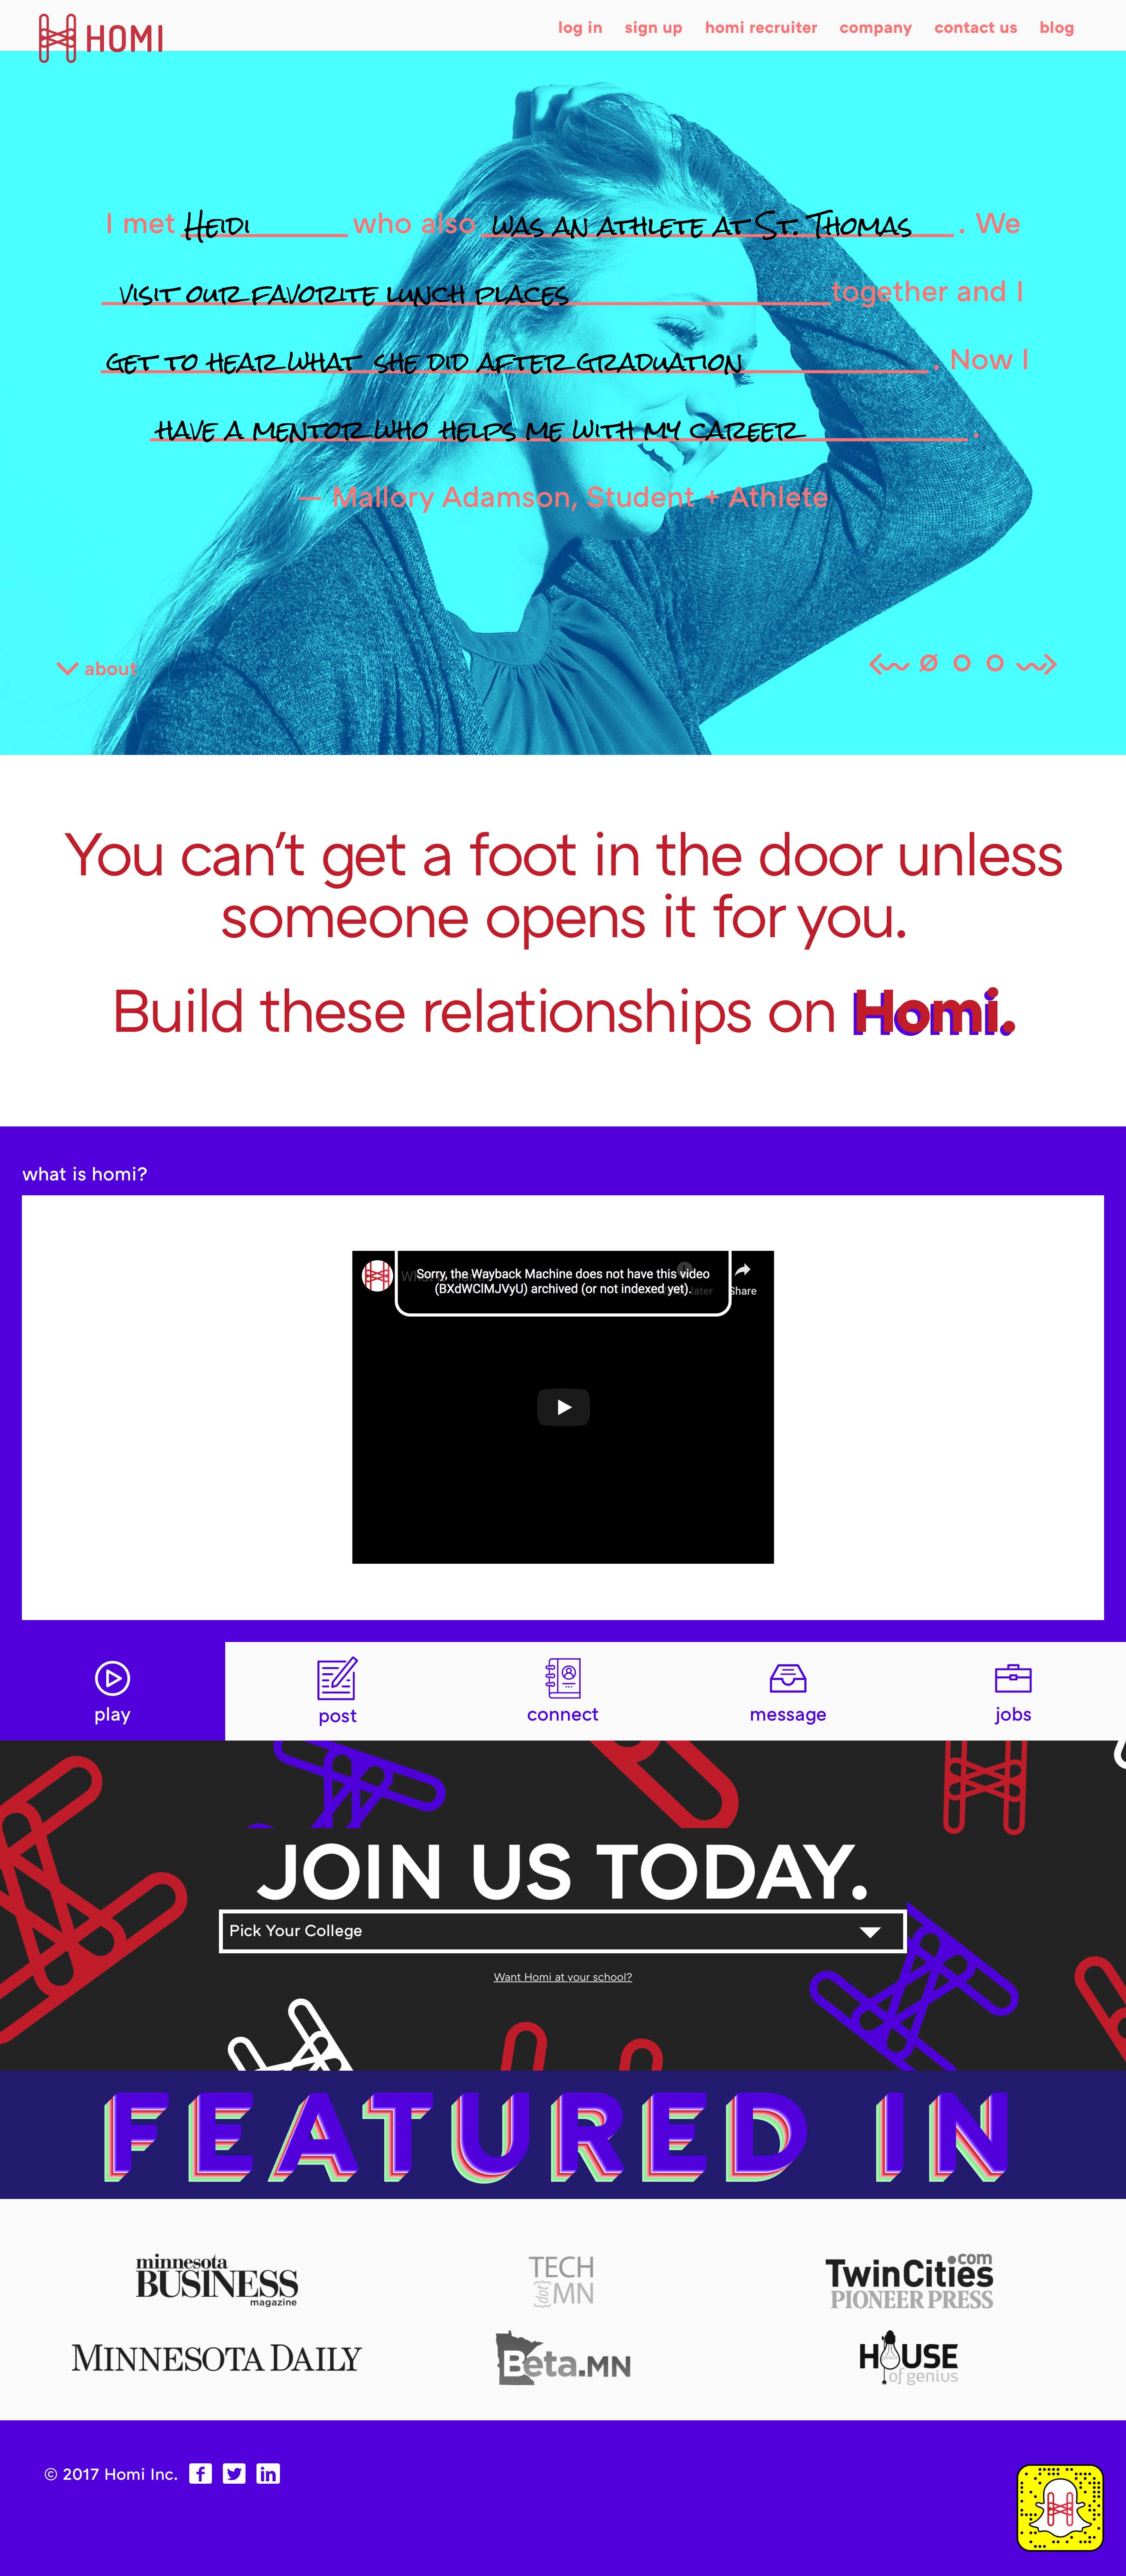 HOMI
log in sign up homi recruiter company contact us blog
I met Heidi who also was an athlete at St. Thomas . We
visit our favorite lunch places together and I
get to hear what she did after graduation . Now I
have a mentor who helps me with my career .
— Mallory Adamson, Student + Athlete
about
You can't get a foot in the door unless
someone opens it for you.
Build these relationships on Homi.
what is homi?
Sorry, the Wayback Machine does not have this video
(BXdWClMJVyU) archived (or not indexed yet).
Share
play post connect message jobs
JOIN US TODAY.
Pick Your College
Want Homi at your school?
FEATURED IN
minnesota
BUSINESS
magazine
TECH
{dot}
MN
.com
TwinCities
PIONEER PRESS
MINNESOTA DAILY
Beta.MN
HOUSE
of genius
© 2017 Homi Inc.